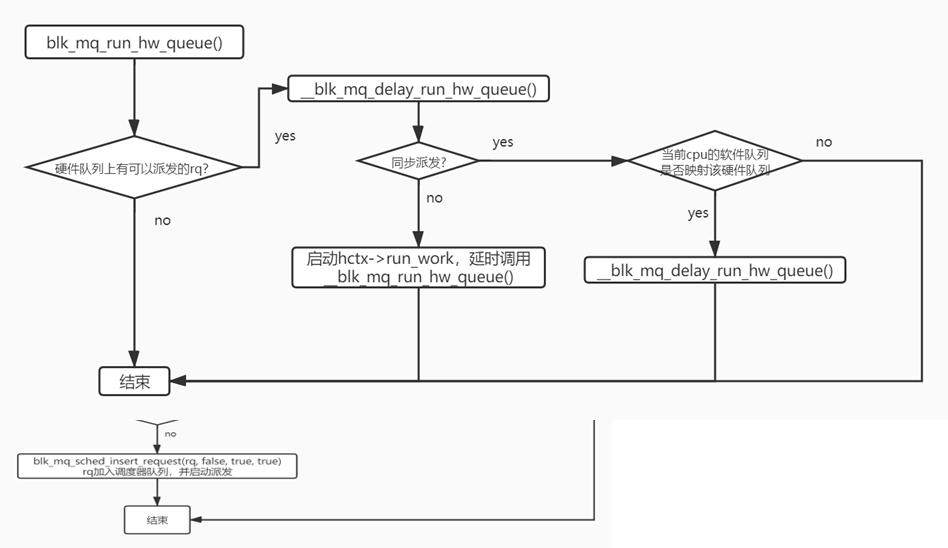 blk_mq_run_hw_queue()
__blk_mq_delay_run_hw_queue()
yes
硬件队列上有可以派发的rq?
同步派发?
yes
当前cpu的软件队列
是否映射该硬件队列
no
no
no
yes
启动hctx->run_work，延时调用
__blk_mq_run_hw_queue()
__blk_mq_delay_run_hw_queue()
结束
no
blk_mq_sched_insert_request(rq, false, true, true)
rq加入调度器队列，并启动派发
结束